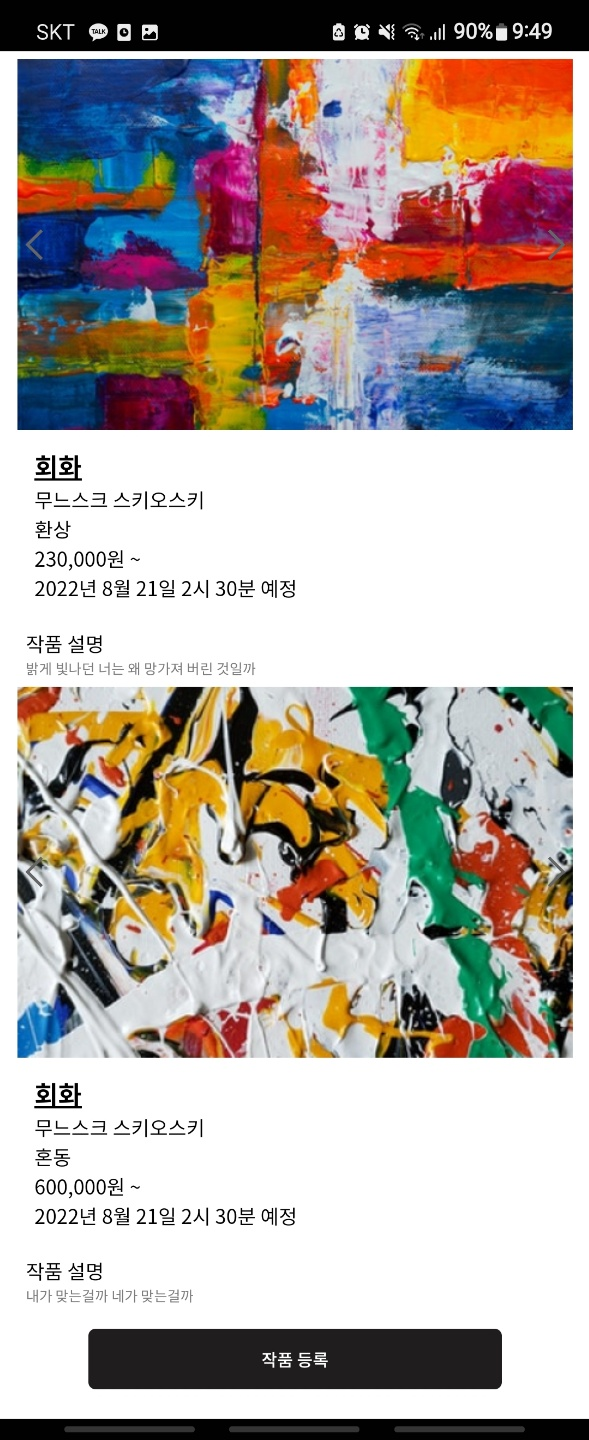 SKT TALK 90% 9:49
회화
무느스크 스키오스키
환상
230,000원 ~
2022년 8월 21일 2시 30분 예정
작품 설명
밝게 빛나던 너는 왜 망가져 버린 것일까
회화
무느스크 스키오스키
혼동
600,000원 ~
2022년 8월 21일 2시 30분 예정
작품 설명
내가 맞는걸까 네가 맞는걸까
작품 등록